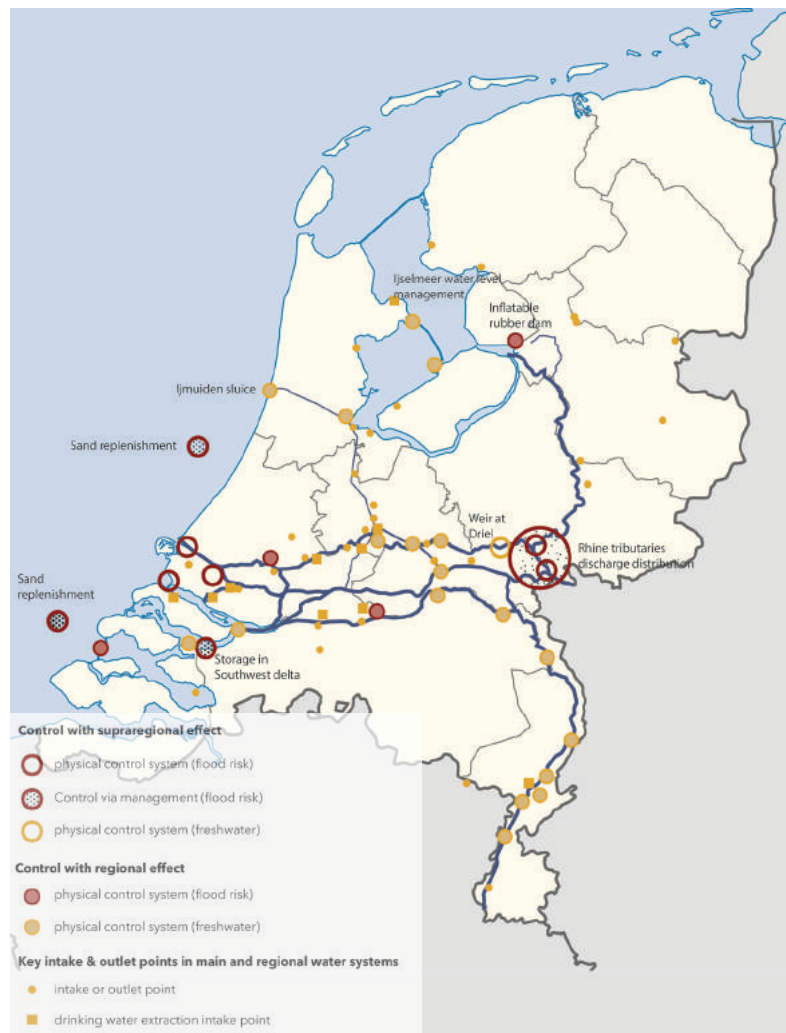 Ijselmeer water level
management
Inflatable
rubber dam
Ijmuiden sluice
Sand replenishment
Weir at
Driel
Rhine tributaries
discharge distribution
Sand
replenishment
Storage in
Southwest delta
Control with supraregional effect
physical control system (flood risk)
Control via management (flood risk)
physical control system (freshwater)
Control with regional effect
physical control system (flood risk)
physical control system (freshwater)
Key intake & outlet points in main and regional water systems
intake or outlet point
drinking water extraction intake point